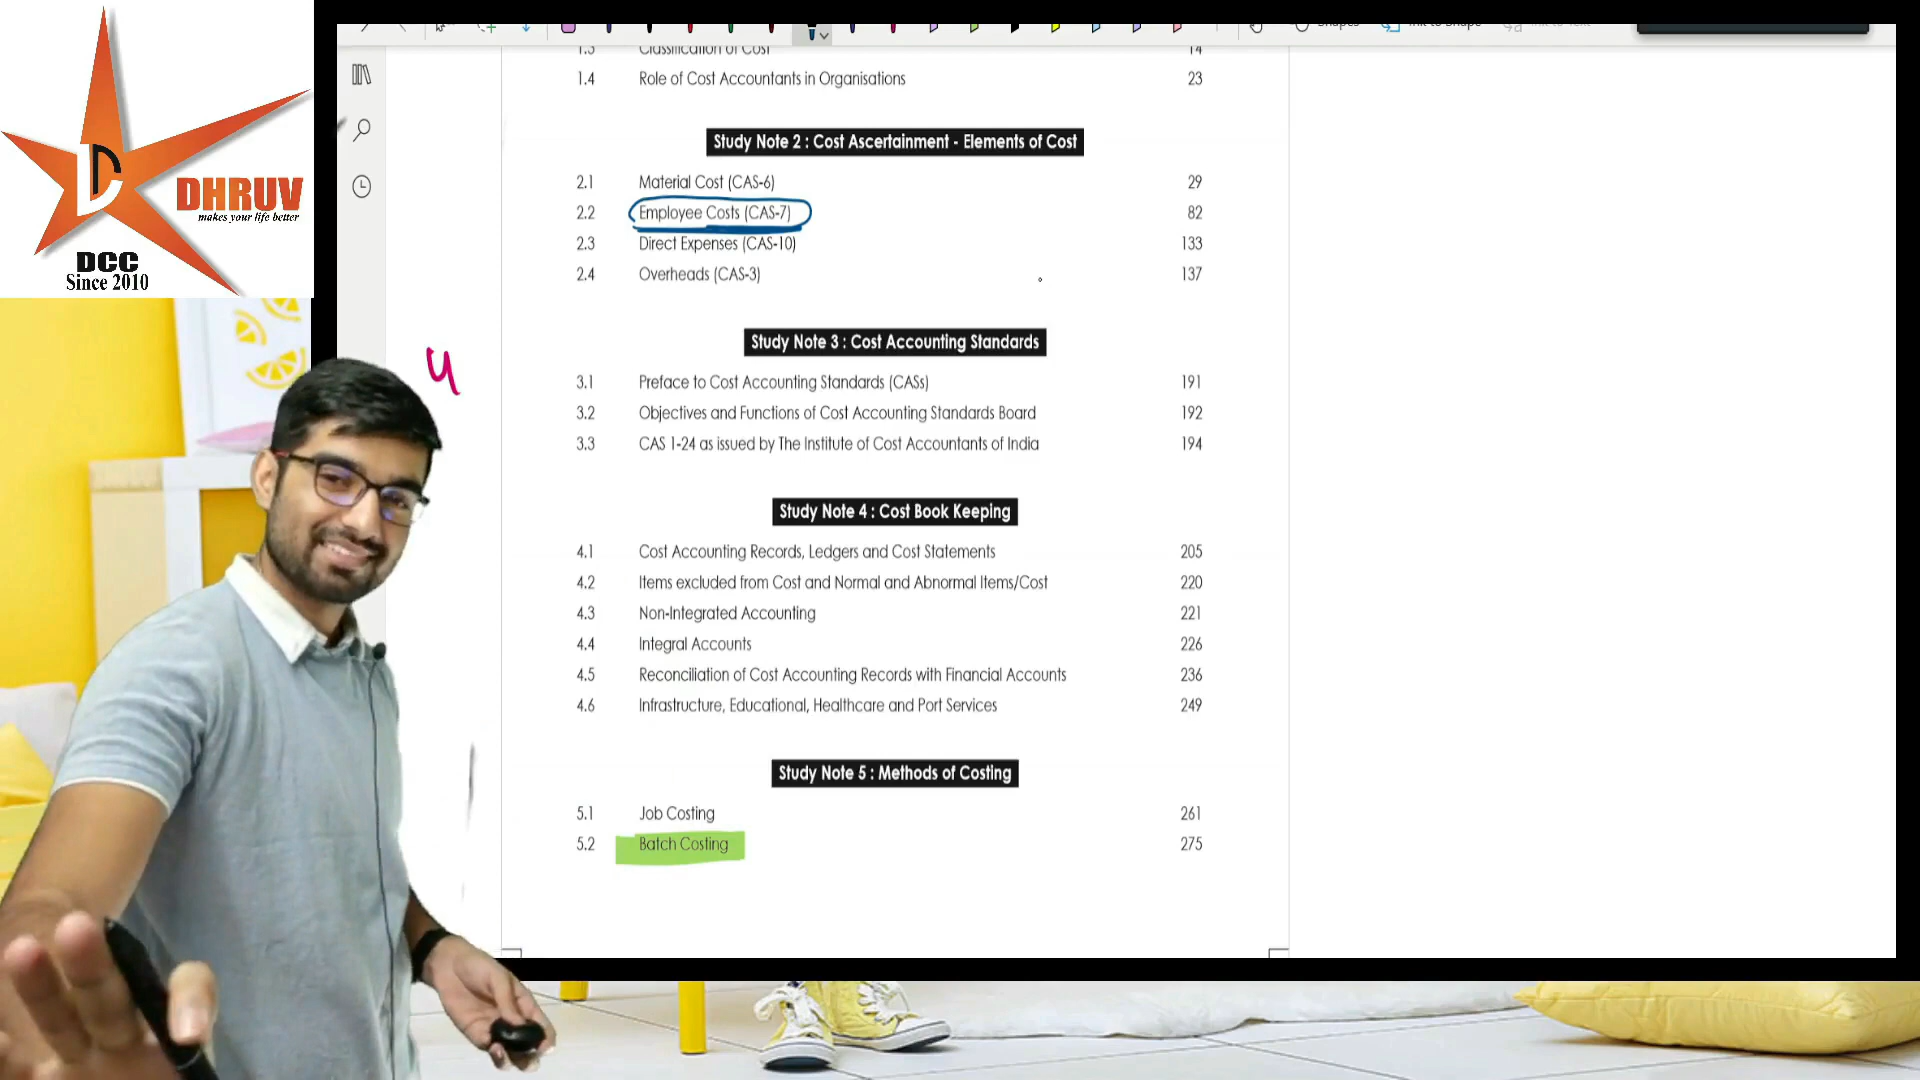 DC
DHRUV
makes your life better
DCC
Since 2010
1.3 Classification of Cost 14
1.4 Role of Cost Accountants in Organisations 23
Study Note 2 : Cost Ascertainment - Elements of Cost
2.1 Material Cost (CAS-6) 29
2.2 Employee Costs (CAS-7) 82
2.3 Direct Expenses (CAS-10) 133
2.4 Overheads (CAS-3) 137
Study Note 3 : Cost Accounting Standards
3.1 Preface to Cost Accounting Standards (CASs) 191
3.2 Objectives and Functions of Cost Accounting Standards Board 192
3.3 CAS 1-24 as issued by The Institute of Cost Accountants of India 194
Study Note 4 : Cost Book Keeping
4.1 Cost Accounting Records, Ledgers and Cost Statements 205
4.2 Items excluded from Cost and Normal and Abnormal Items/Cost 220
4.3 Non-Integrated Accounting 221
4.4 Integral Accounts 226
4.5 Reconciliation of Cost Accounting Records with Financial Accounts 236
4.6 Infrastructure, Educational, Healthcare and Port Services 249
Study Note 5 : Methods of Costing
5.1 Job Costing 261
5.2 Batch Costing 275